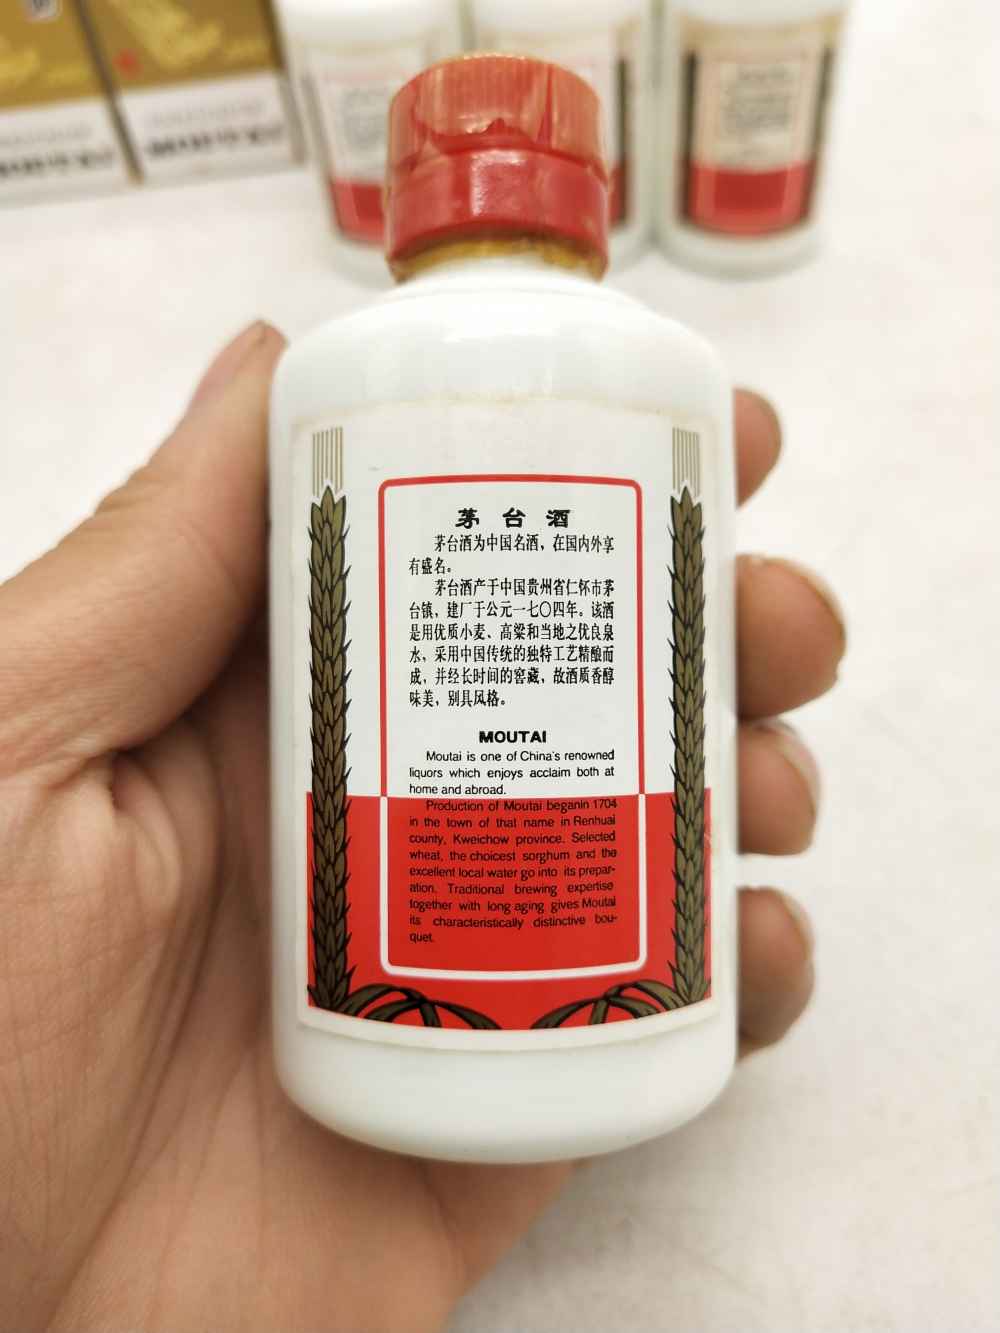 MOUTAI
茅台酒
茅台酒为中国名酒，在国内外享
有盛名。
茅台酒产于中国贵州省仁怀市茅
台镇，建厂于公元一七〇四年。该酒
是用优质小麦、高粱和当地之优良泉
水，采用中国传统的独特工艺精酿而
成，并经长时间的窖藏，故酒质香醇
味美，别具风格。
MOUTAI
Moutai is one of China's renowned
liquors which enjoys acclaim both at
home and abroad.
Production of Moutai beganin 1704
in the town of that name in Renhuai
county, Kweichow province. Selected
wheat, the choicest sorghum and the
excellent local water go into its prepar-
ation. Traditional brewing expertise
together with long aging gives Moutai
its characteristically distinctive bou-
quet.